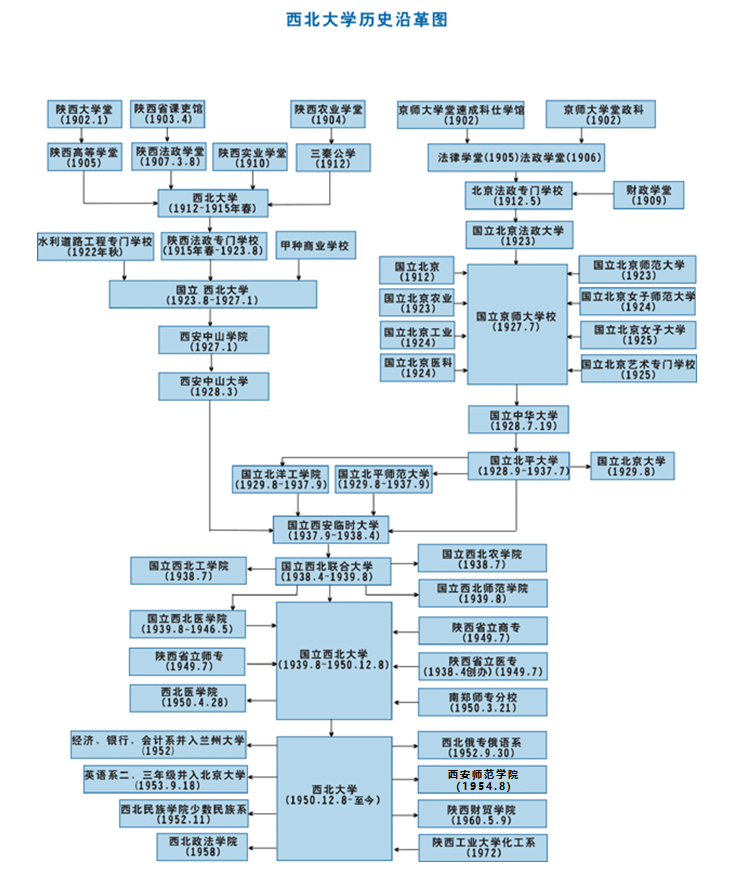 西北大学历史沿革图
陕西大学堂
(1902.1)
陕西省课吏馆
(1903.4)
陕西农业学堂
(1904)
京师大学堂速成科仕学馆
(1902)
京师大学堂政科
(1902)
陕西高等学堂
(1905)
陕西法政学堂
(1907.3.8)
陕西实业学堂
(1910)
三秦公学
(1912)
法律学堂(1905)法政学堂(1906)
西北大学
(1912-1915年春)
北京法政专门学校
(1912.5)
财政学堂
(1909)
水利道路工程专门学校
(1922年秋)
陕西法政专门学校
(1915年春-1923.8)
甲种商业学校
国立北京法政大学
(1923)
国立 西北大学
(1923.8-1927.1)
国立北京
(1912)
国立北京农业
(1923)
国立北京工业
(1924)
国立北京医科
(1924)
国立京师大学校
(1927.7)
国立北京师范大学
(1923)
国立北京女子师范大学
(1924)
国立北京女子大学
(1925)
国立北京艺术专门学校
(1925)
西安中山学院
(1927.1)
西安中山大学
(1928.3)
国立中华大学
(1928.7.19)
国立北洋工学院
(1929.8-1937.9)
国立北平师范大学
(1929.8-1937.9)
国立北平大学
(1928.9-1937.7)
国立北京大学
(1929.8)
国立西安临时大学
(1937.9-1938.4)
国立西北工学院
(1938.7)
国立西北联合大学
(1938.4-1939.8)
国立西北农学院
(1938.7)
国立西北师范学院
(1939.8)
国立西北医学院
(1939.8-1946.5)
陕西省立师专
(1949.7)
西北医学院
(1950.4.28)
国立西北大学
(1939.8-1950.12.8)
陕西省立商专
(1949.7)
陕西省立医专
(1938.4创办)(1949.7)
南郑师专分校
(1950.3.21)
经济、银行、会计系并入兰州大学
(1952)
英语系二、三年级并入北京大学
(1953.9.18)
西北民族学院少数民族系
(1952.11)
西北政法学院
(1958)
西北大学
(1950.12.8-至今)
西北俄专俄语系
(1952.9.30)
西安师范学院
(1954.8)
陕西财贸学院
(1960.5.9)
陕西工业大学化工系
(1972)